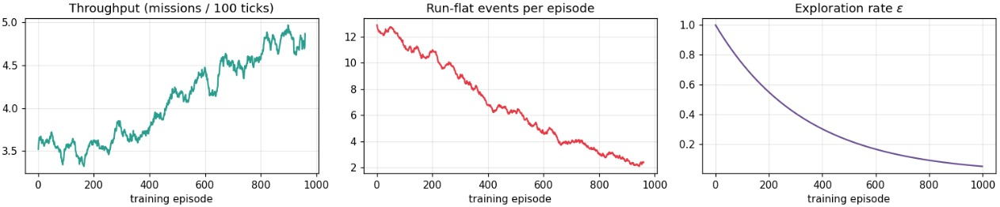 Throughput (missions / 100 ticks)
5.0
4.5
4.0
3.5
0 200 400 600 800 1000
training episode
Run-flat events per episode
12
10
8
6
4
2
0 200 400 600 800 1000
training episode
Exploration rate ε
1.0
0.8
0.6
0.4
0.2
0 200 400 600 800 1000
training episode